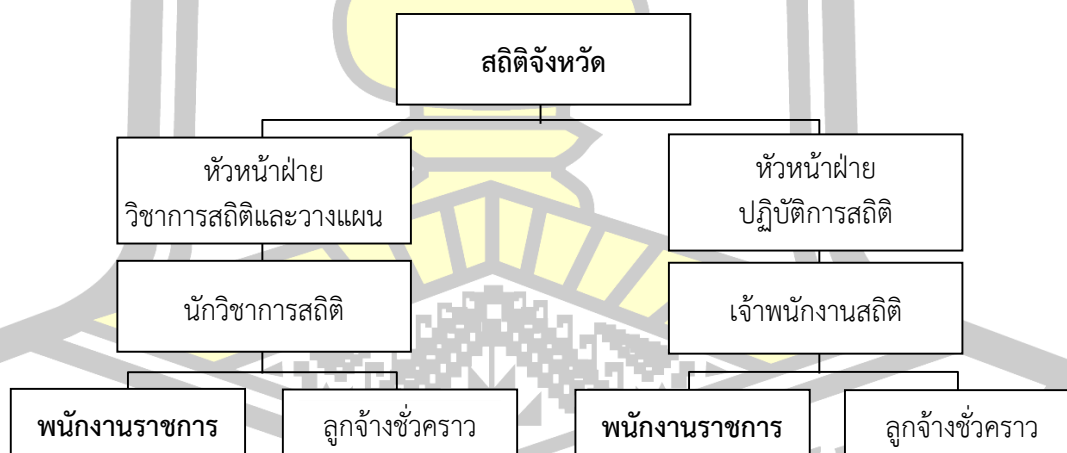 สถิติจังหวัด
หัวหน้าฝ่าย
วิชาการสถิติและวางแผน
หัวหน้าฝ่าย
ปฏิบัติการสถิติ
นักวิชาการสถิติ
เจ้าพนักงานสถิติ
พนักงานราชการ
ลูกจ้างชั่วคราว
พนักงานราชการ
ลูกจ้างชั่วคราว